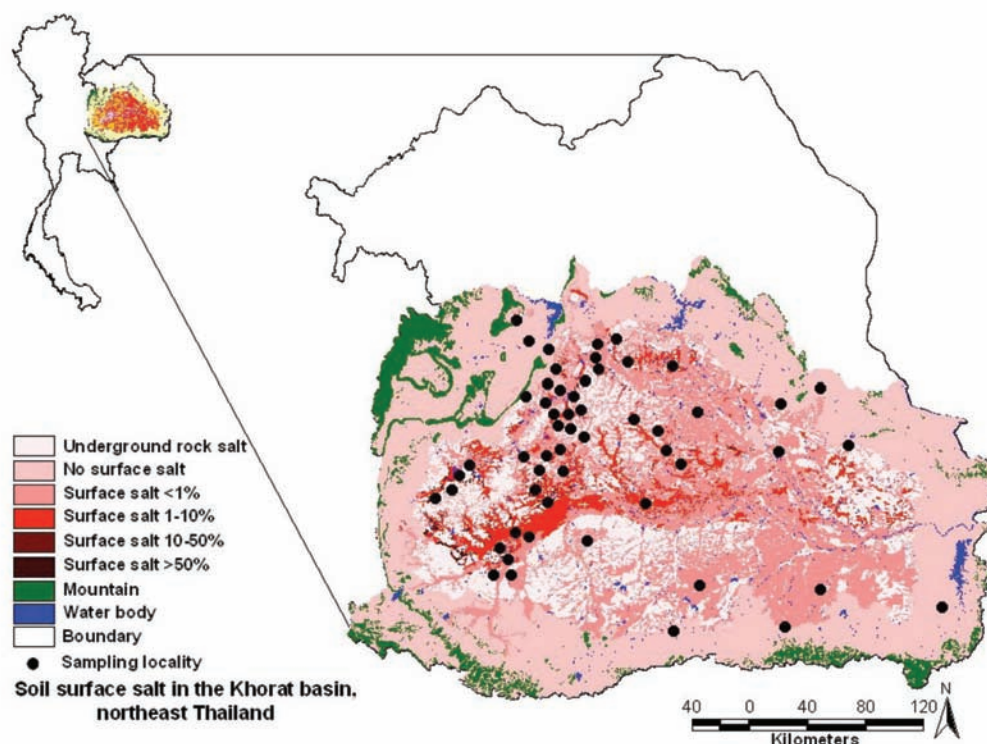 Underground rock salt
No surface salt
Surface salt <1%
Surface salt 1-10%
Surface salt 10-50%
Surface salt >50%
Mountain
Water body
Boundary
Sampling locality
Soil surface salt in the Khorat basin,
northeast Thailand
N
40 0 40 80 120
Kilometers